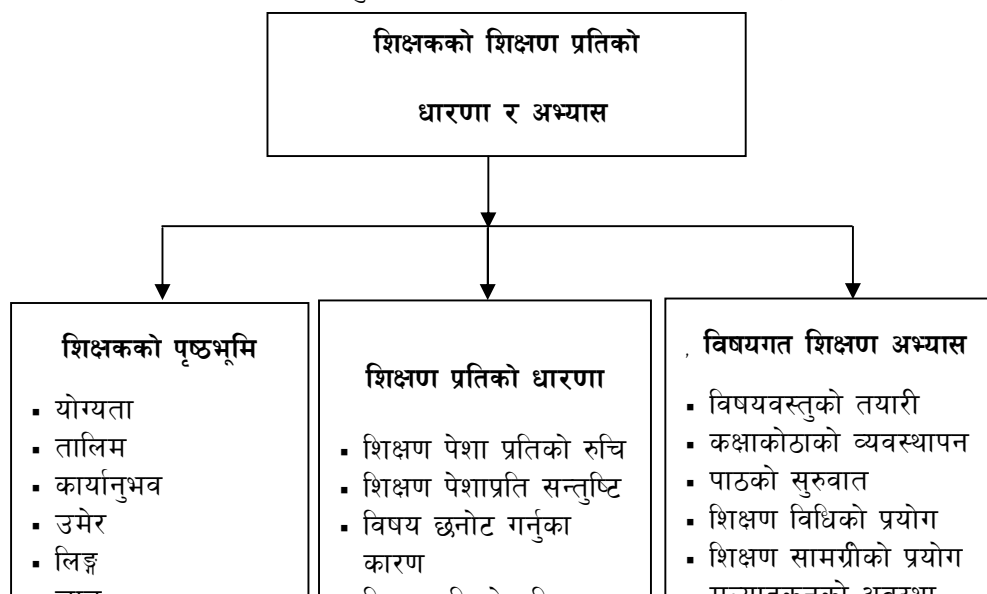 शिक्षकको शिक्षण प्रतिको
धारणा र अभ्यास
शिक्षकको पृष्ठभूमि
▪ योग्यता
▪ तालिम
▪ कार्यानुभव
▪ उमेर
▪ लिङ्ग
शिक्षण प्रतिको धारणा
▪ शिक्षण पेशा प्रतिको रुचि
▪ शिक्षण पेशाप्रति सन्तुष्टि
▪ विषय छनोट गर्नुका
कारण
, विषयगत शिक्षण अभ्यास
▪ विषयवस्तुको तयारी
▪ कक्षाकोठाको व्यवस्थापन
▪ पाठको सुरुवात
▪ शिक्षण विधिको प्रयोग
▪ शिक्षण सामग्रीको प्रयोग